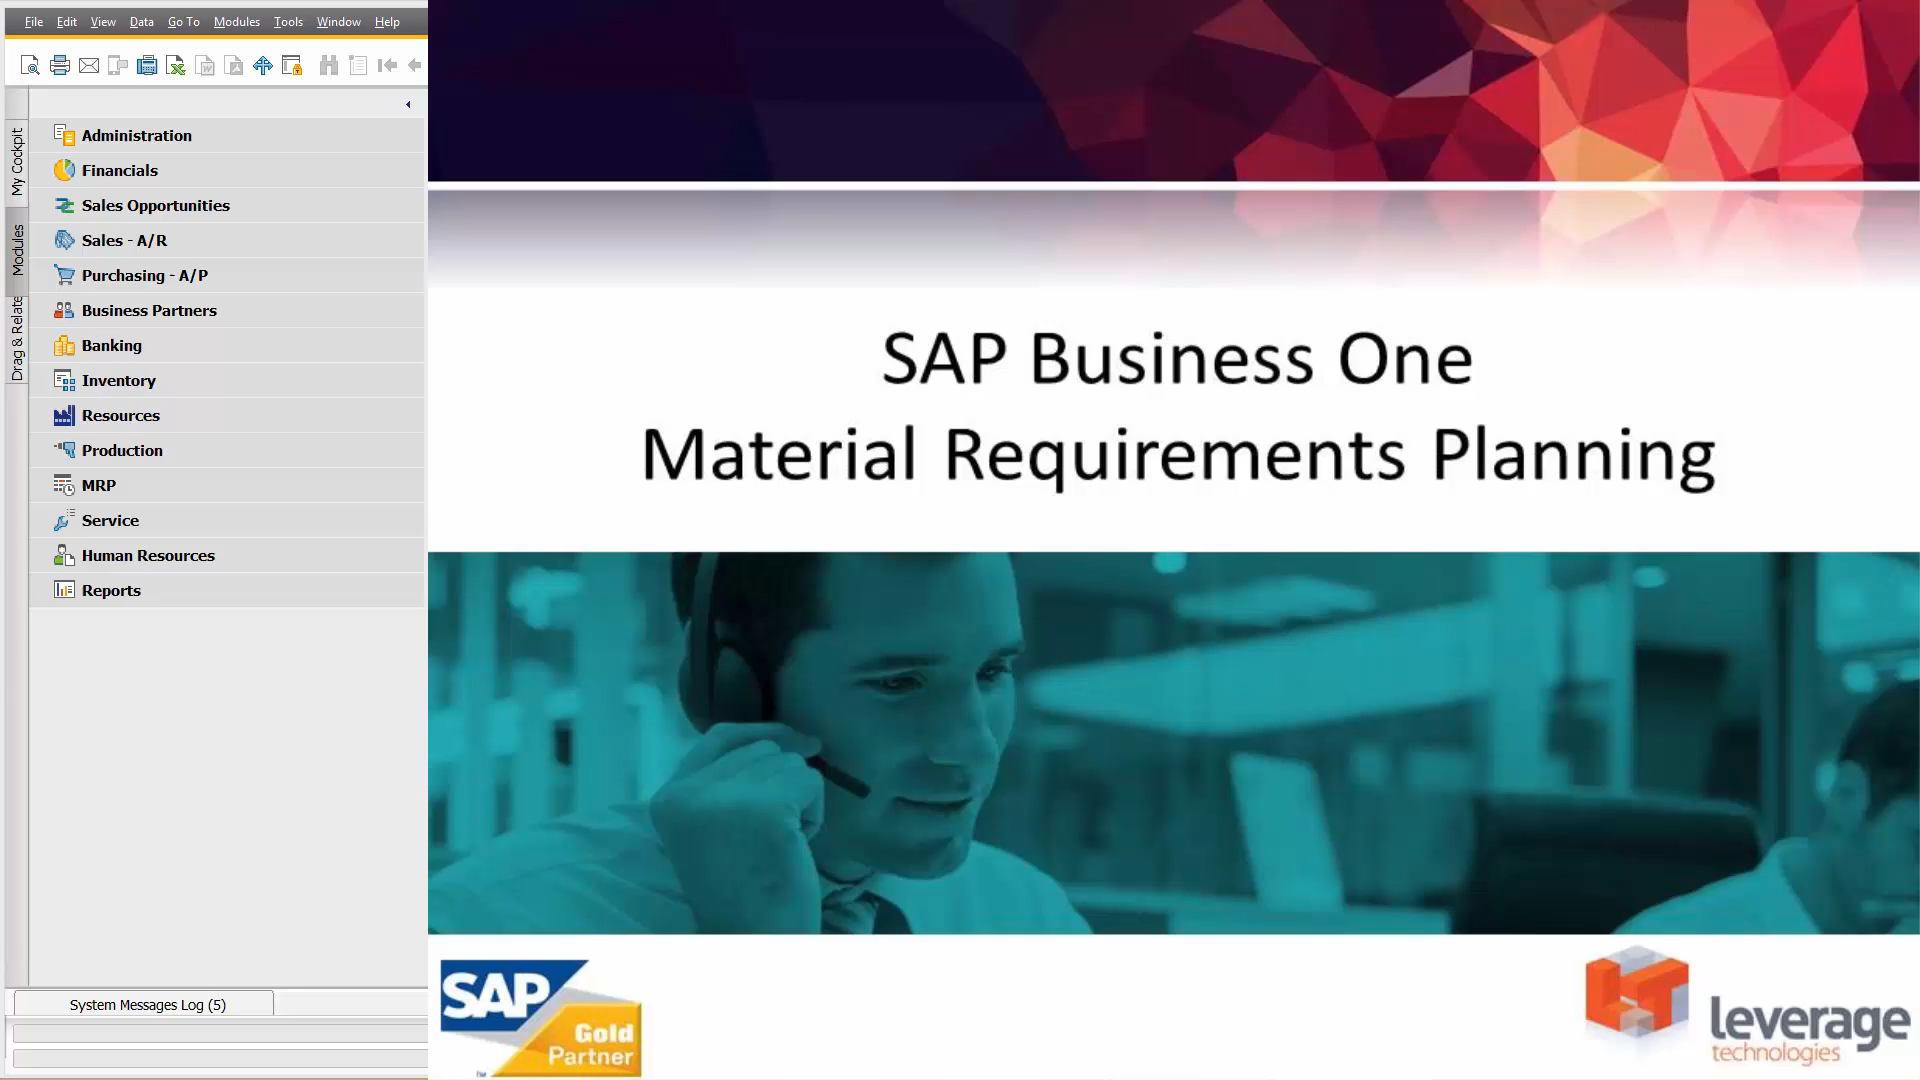 File Edit View Data Go To Modules Tools Window Help
My Cockpit
Modules
Drag & Relate
Administration
Financials
Sales Opportunities
Sales - A/R
Purchasing - A/P
Business Partners
Banking
Inventory
Resources
Production
MRP
Service
Human Resources
Reports
System Messages Log (5)
SAP Business One
Material Requirements Planning
SAP
Gold
Partner
TM
LT
leverage
technologies